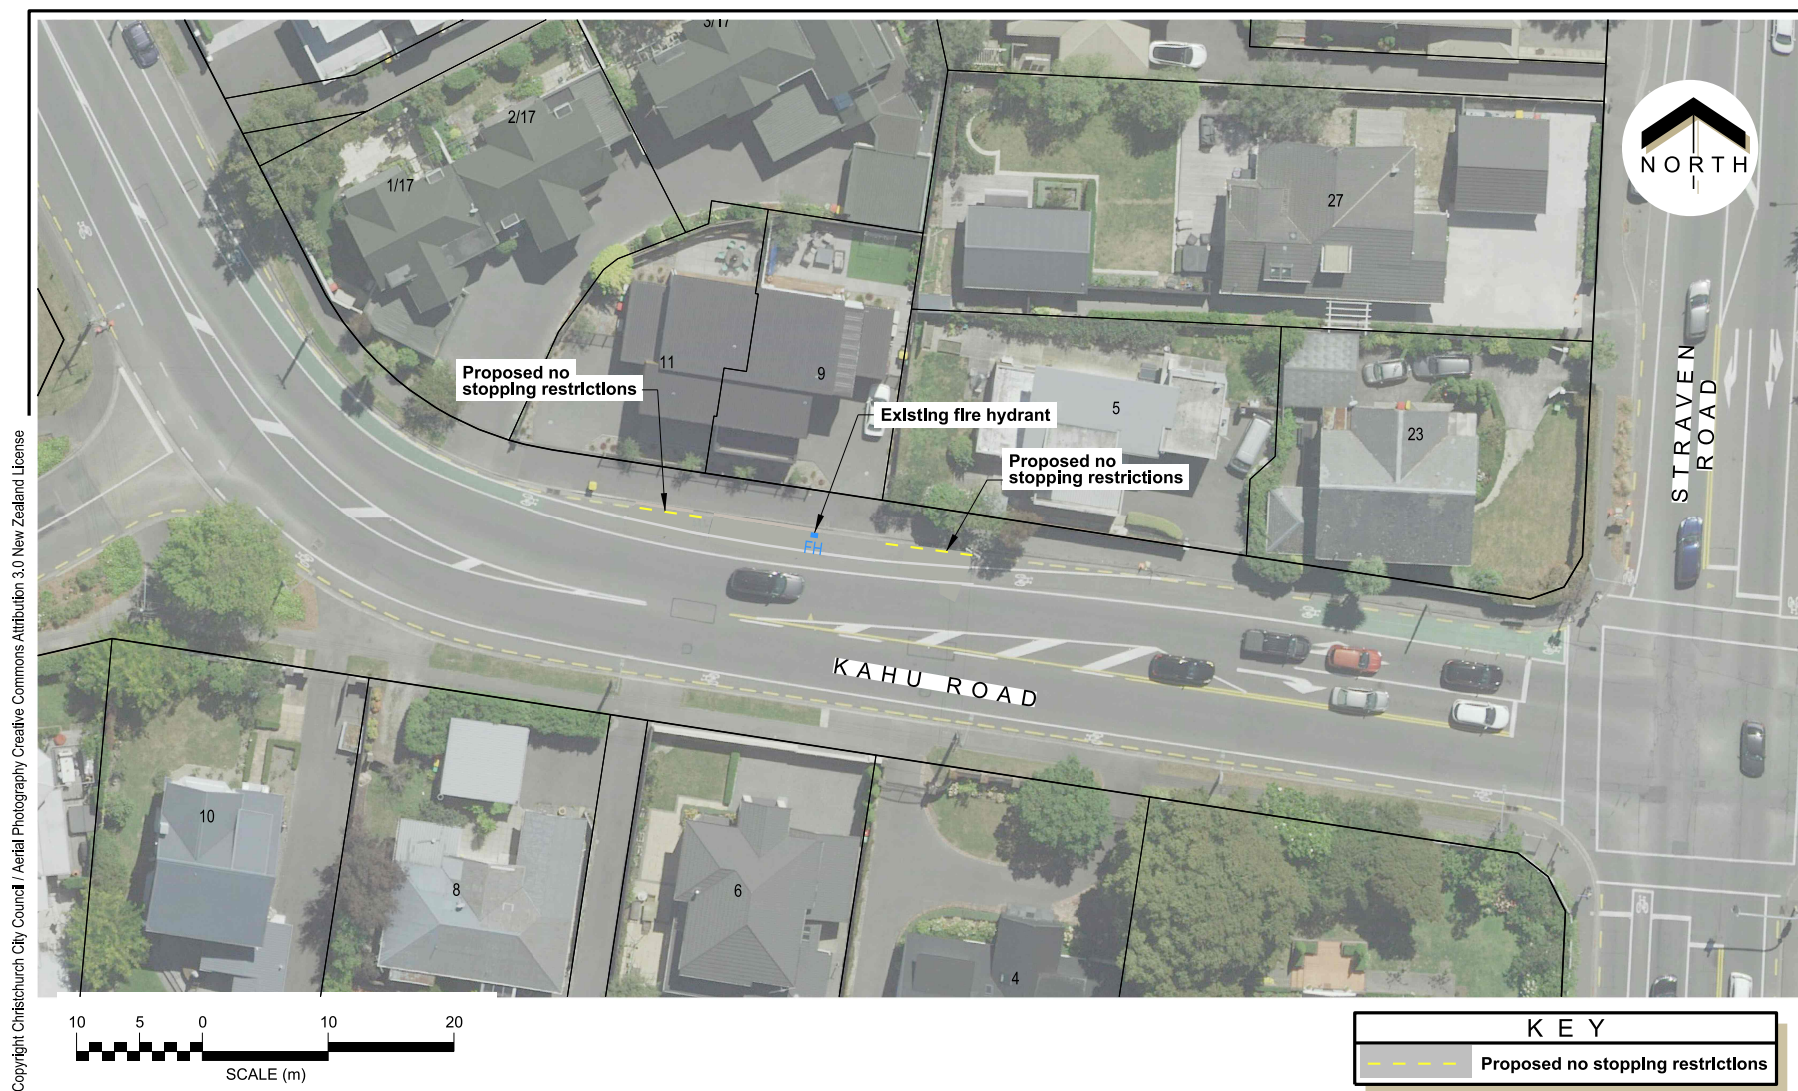 3/17
2/17
1/17
27
NORTH
Proposed no
stopping restrictions
11
9
Existing fire hydrant
5
23
Proposed no
stopping restrictions
STRAVEN
ROAD
FH
KAHU ROAD
10
8
6
4
Copyright Christchurch City Council / Aerial Photography Creative Commons Attribution 3.0 New Zealand License
10 5 0 10 20
SCALE (m)
KEY
Proposed no stopping restrictions